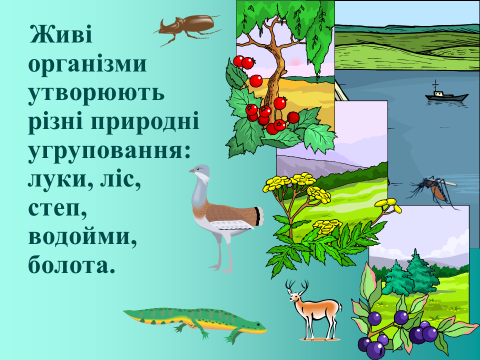 Живі
організми
утворюють
різні природні
угруповання:
луки, ліс,
степ,
водойми,
болота.